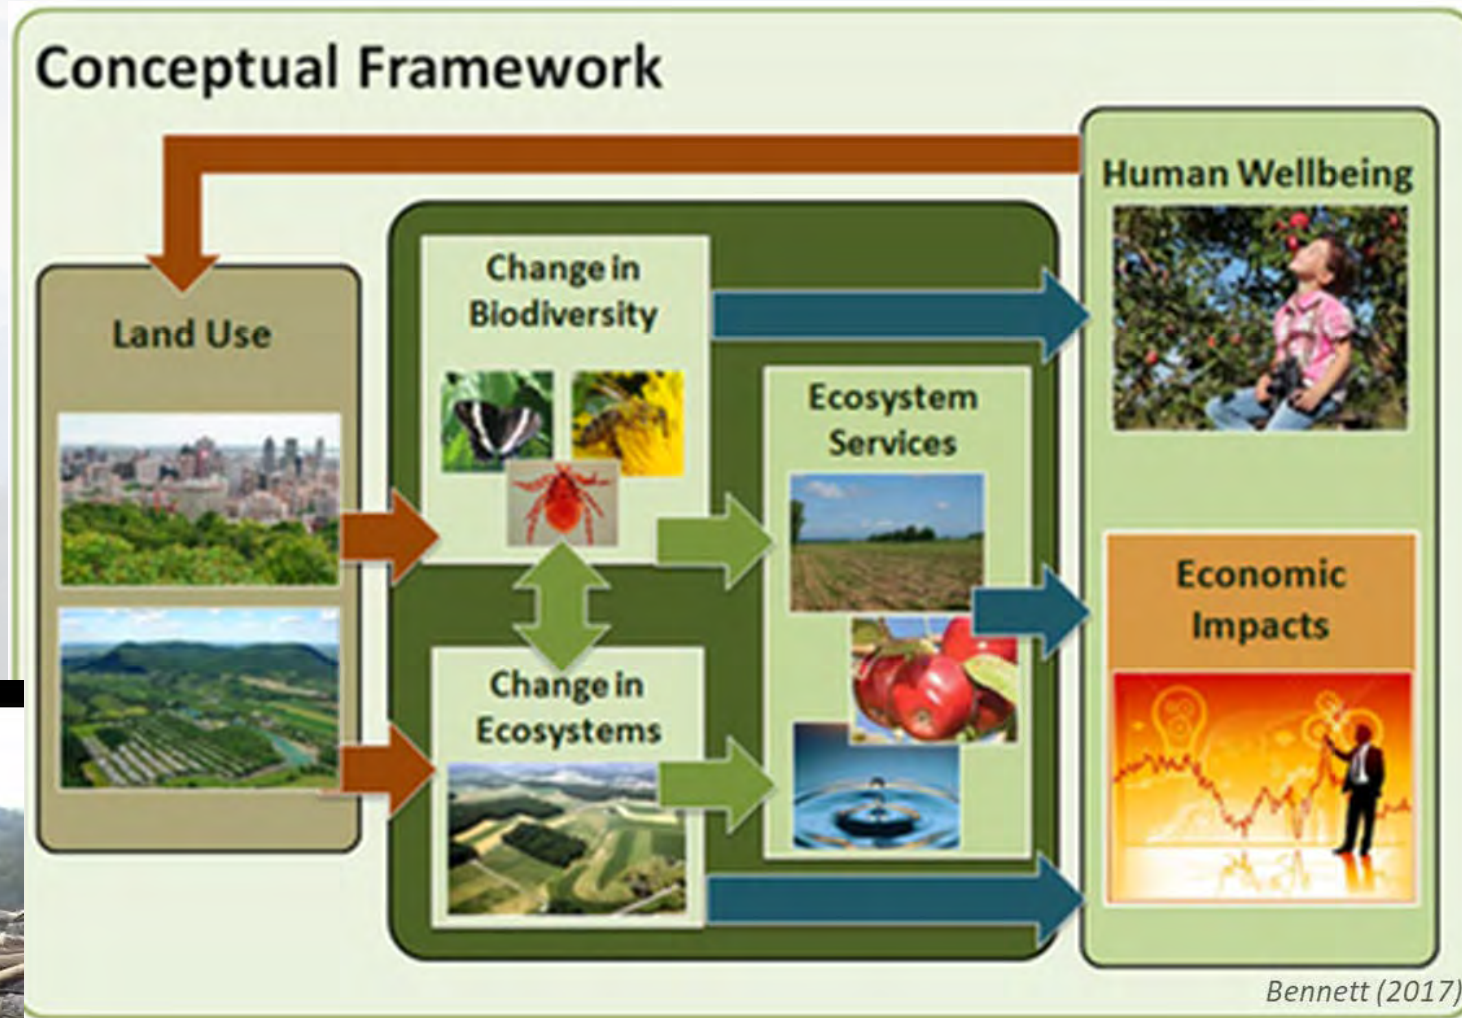 Conceptual Framework
Human Wellbeing
Land Use
Change in
Biodiversity
Ecosystem
Services
Change in
Ecosystems
Economic
Impacts
Bennett (2017)